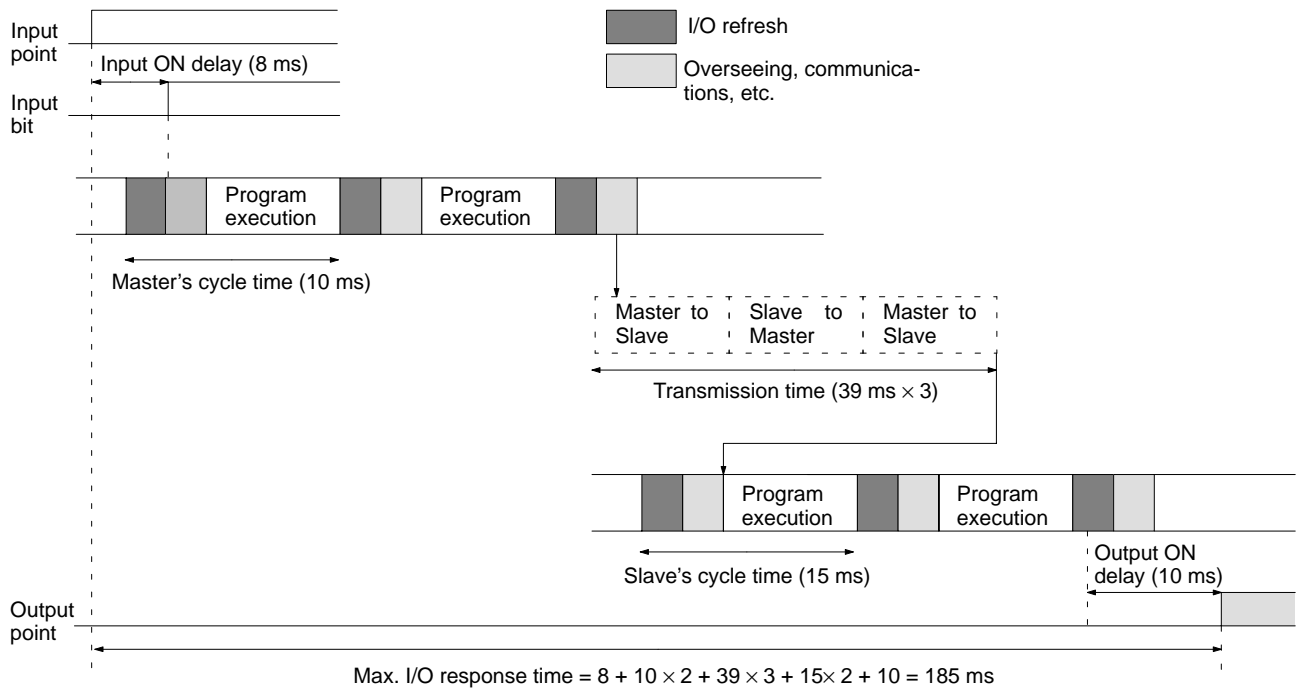 Input
point
I/O refresh
Input ON delay (8 ms)
Overseeing, communica-
tions, etc.
Input
bit
Program
execution
Program
execution
Master's cycle time (10 ms)
Master to
Slave
Slave to
Master
Master to
Slave
Transmission time (39 ms × 3)
Program
execution
Program
execution
Slave's cycle time (15 ms)
Output ON
delay (10 ms)
Output
point
Max. I/O response time = 8 + 10 × 2 + 39 × 3 + 15× 2 + 10 = 185 ms